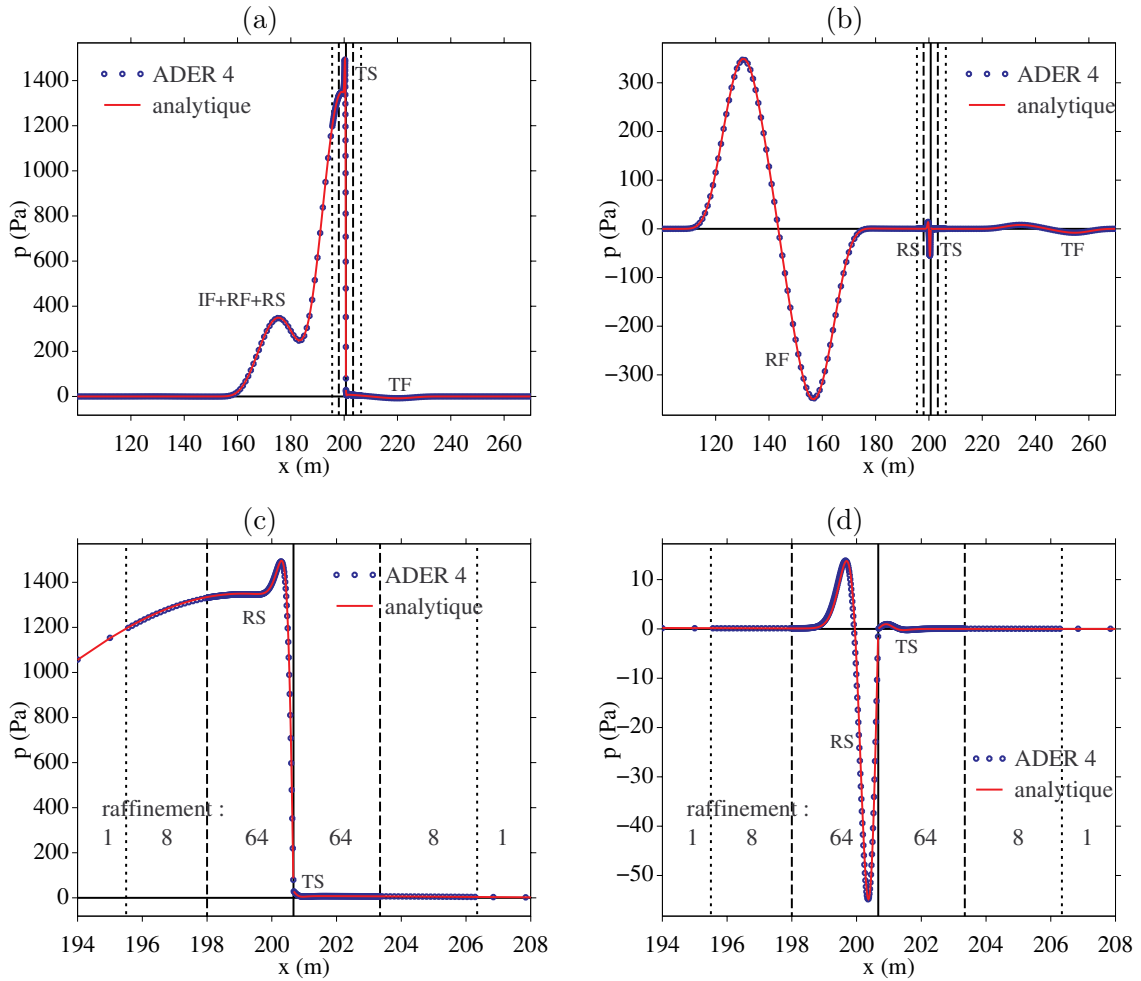 (a)
ADER 4
analytique
TS
IF+RF+RS
TF
p (Pa)
1400
1200
1000
800
600
400
200
0
120 140 160 180 200 220 240 260
x (m)
(b)
ADER 4
analytique
RS
TS
TF
RF
p (Pa)
300
200
100
0
−100
−200
−300
120 140 160 180 200 220 240 260
x (m)
(c)
ADER 4
analytique
RS
raffinement :
1 8 64 64 8 1
TS
p (Pa)
1400
1200
1000
800
600
400
200
0
194 196 198 200 202 204 206 208
x (m)
(d)
TS
RS
ADER 4
analytique
raffinement :
1 8 64 64 8 1
p (Pa)
10
0
−10
−20
−30
−40
−50
194 196 198 200 202 204 206 208
x (m)